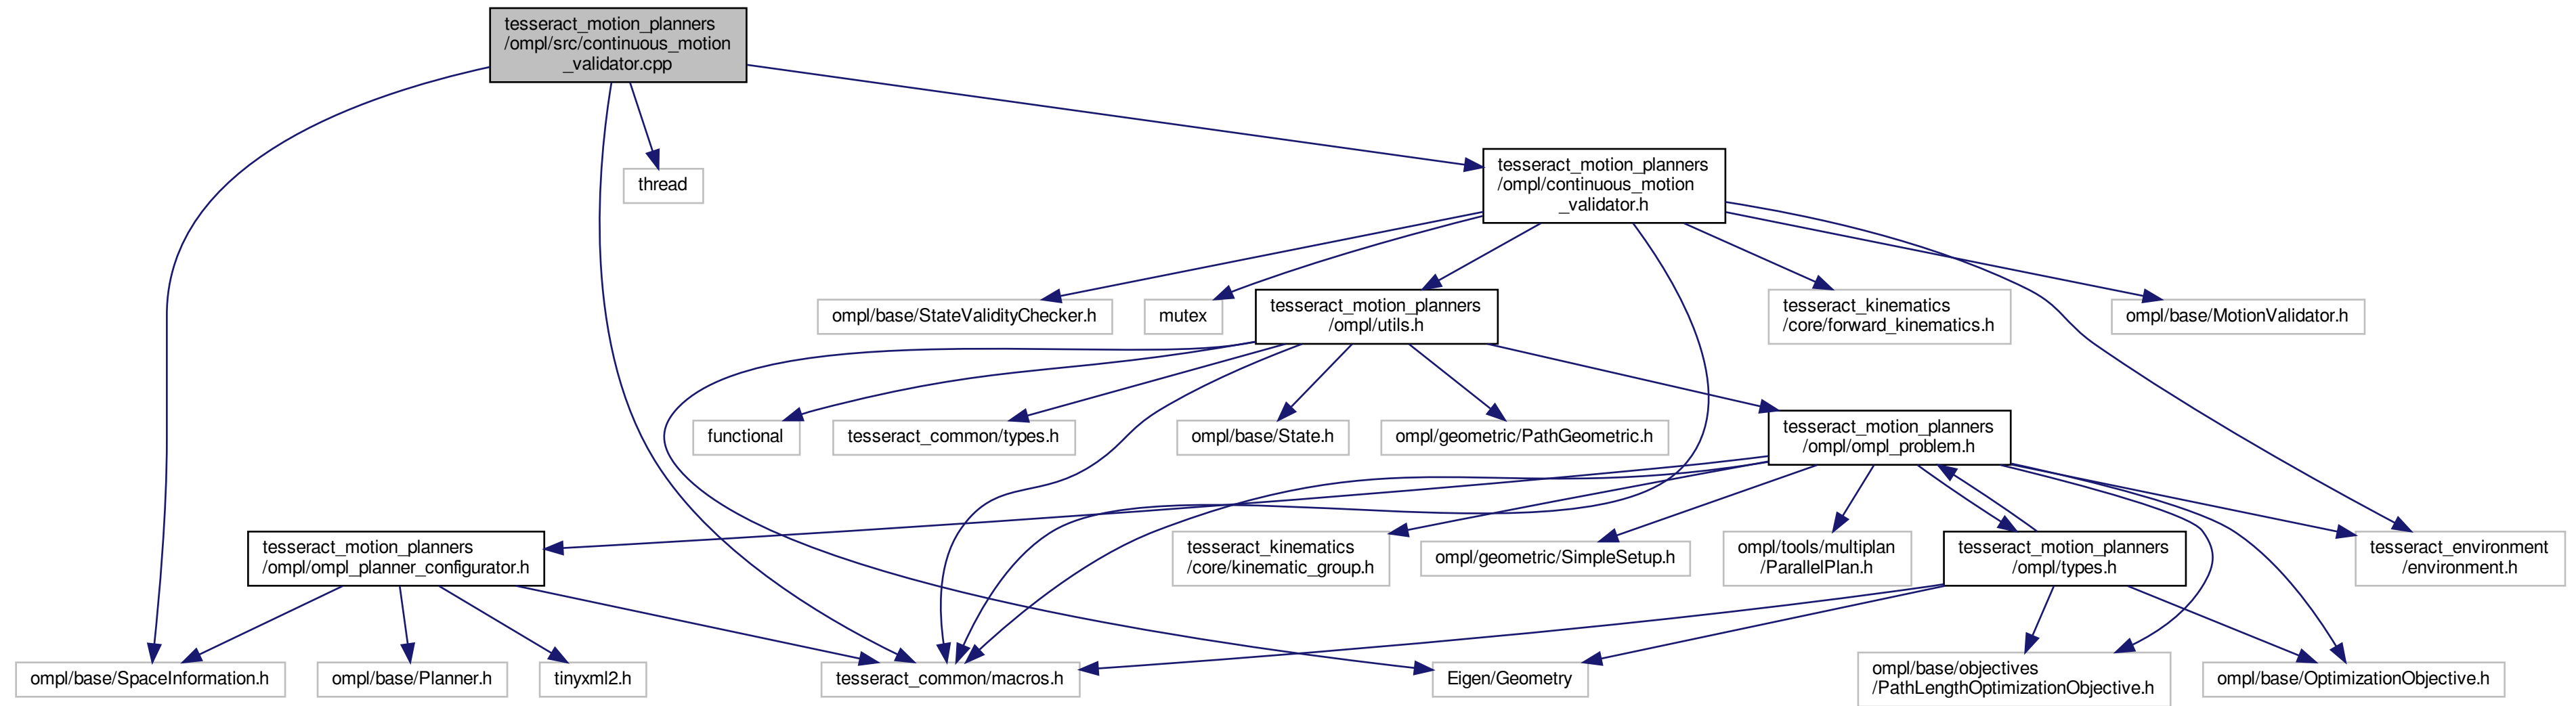 tesseract_motion_planners
/ompl/src/continuous_motion
_validator.cpp
thread
tesseract_motion_planners
/ompl/continuous_motion
_validator.h
ompl/base/StateValidityChecker.h
mutex
tesseract_motion_planners
/ompl/utils.h
tesseract_kinematics
/core/forward_kinematics.h
ompl/base/MotionValidator.h
functional
tesseract_common/types.h
ompl/base/State.h
ompl/geometric/PathGeometric.h
tesseract_motion_planners
/ompl/ompl_problem.h
tesseract_motion_planners
/ompl/ompl_planner_configurator.h
tesseract_kinematics
/core/kinematic_group.h
ompl/geometric/SimpleSetup.h
ompl/tools/multiplan
/ParallelPlan.h
tesseract_motion_planners
/ompl/types.h
tesseract_environment
/environment.h
ompl/base/SpaceInformation.h
ompl/base/Planner.h
tinyxml2.h
tesseract_common/macros.h
Eigen/Geometry
ompl/base/objectives
/PathLengthOptimizationObjective.h
ompl/base/OptimizationObjective.h